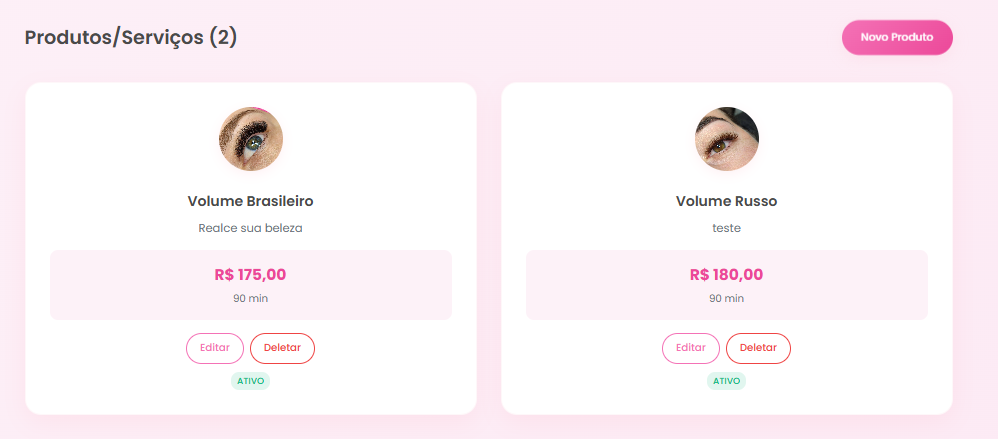 Produtos/Serviços (2)
Novo Produto
Volume Brasileiro
Realce sua beleza
R$ 175,00
90 min
Editar
Deletar
ATIVO
Volume Russo
teste
R$ 180,00
90 min
Editar
Deletar
ATIVO